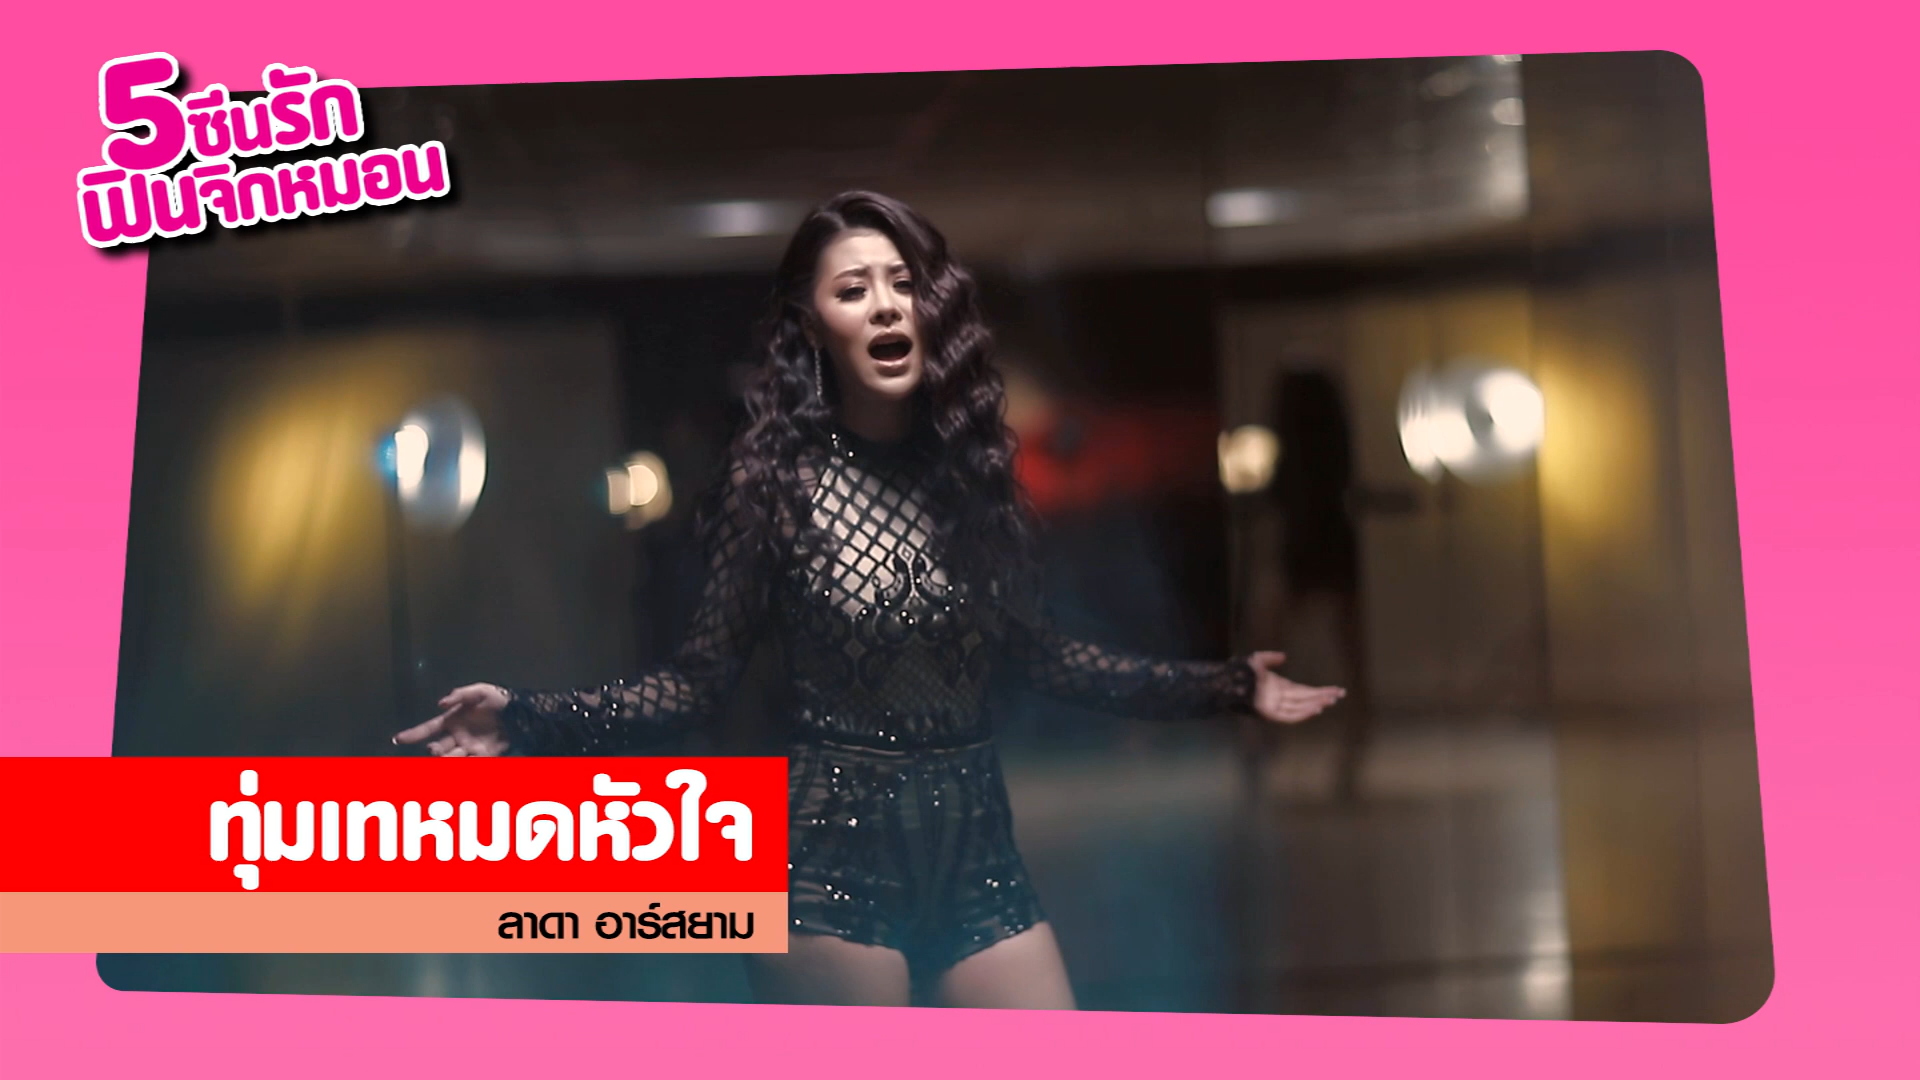 5ซีนรัก
ฟินจิกหมอน
ทุ่มเทหมดหัวใจ
ลาดา อาร์สยาม